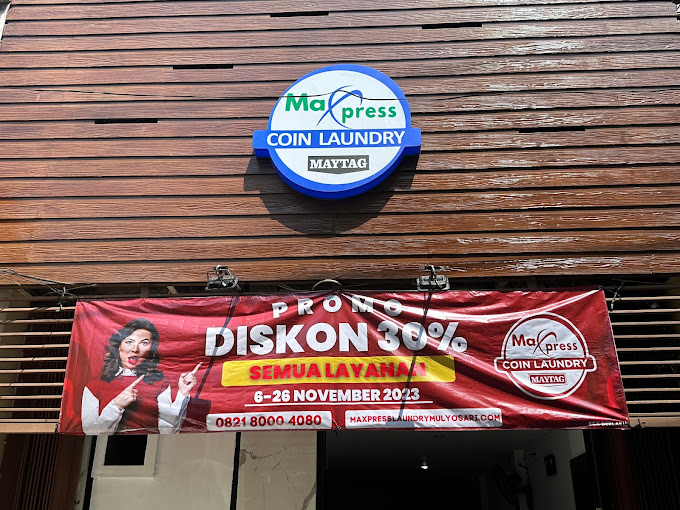 MaXpress
COIN LAUNDRY
MAYTAG
PROMO
DISKON 30%
SEMUA LAYANAN
6-26 NOVEMBER 2023
0821 8000 4080
MAXPRESSLAUNDRYMULYOSARI.COM
MaXpress
COIN LAUNDRY
MAYTAG